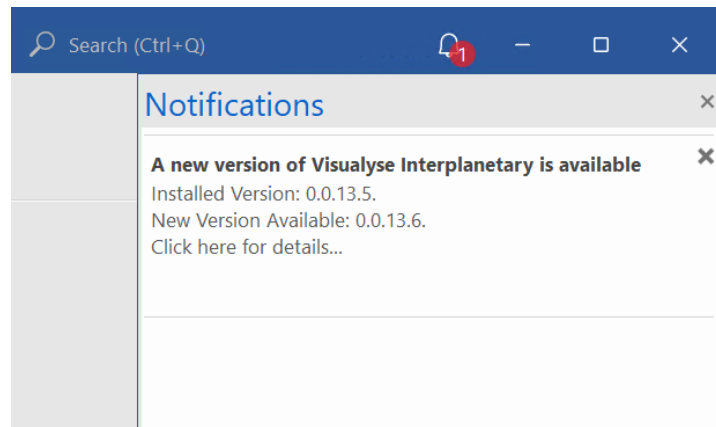 Search (Ctrl+Q)
1
Notifications
A new version of Visualyse Interplanetary is available
Installed Version: 0.0.13.5.
New Version Available: 0.0.13.6.
Click here for details...